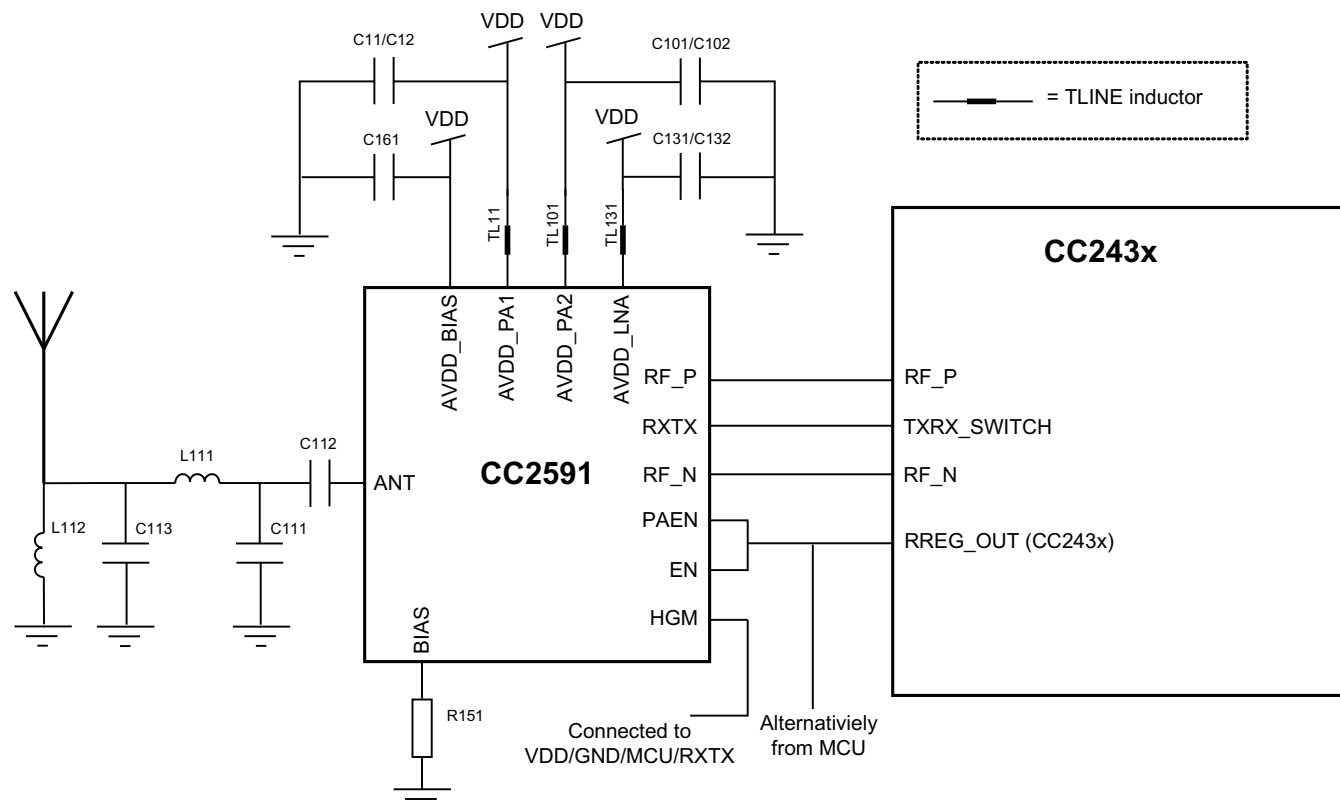 VDD
VDD
C11/C12
C101/C102
= TLINE inductor
VDD
VDD
C161
C131/C132
TL11
TL101
TL131
CC243x
AVDD_BIAS
AVDD_PA1
AVDD_PA2
AVDD_LNA
RF_P
RF_P
RXTX
TXRX_SWITCH
L111
C112
ANT
CC2591
RF_N
RF_N
L112
C113
C111
PAEN
RREG_OUT (CC243x)
EN
HGM
BIAS
R151
Connected to
VDD/GND/MCU/RXTX
Alternativiely
from MCU